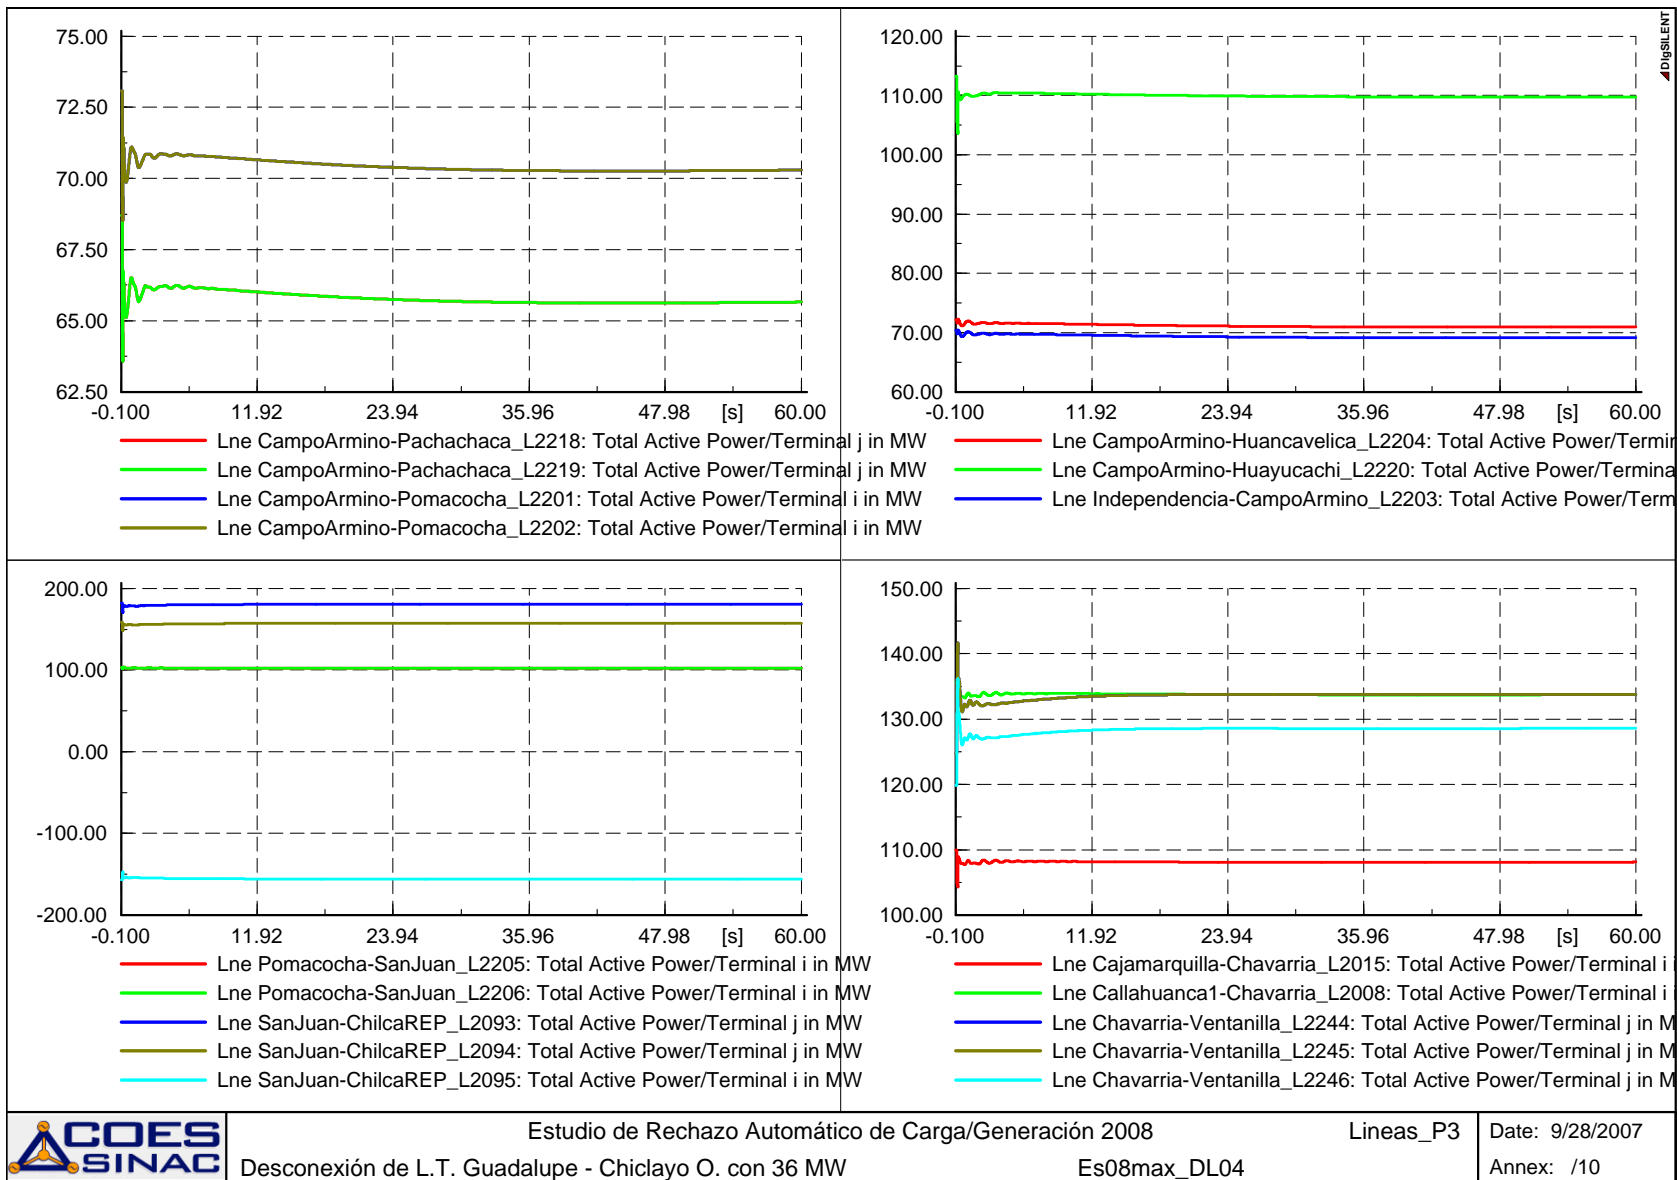 DIgSILENT
75.00
72.50
70.00
67.50
65.00
62.50
-0.100 11.92 23.94 35.96 47.98 [s] 60.00
Lne CampoArmino-Pachachaca_L2218: Total Active Power/Terminal j in MW
Lne CampoArmino-Pachachaca_L2219: Total Active Power/Terminal j in MW
Lne CampoArmino-Pomacocha_L2201: Total Active Power/Terminal i in MW
Lne CampoArmino-Pomacocha_L2202: Total Active Power/Terminal i in MW
120.00
110.00
100.00
90.00
80.00
70.00
60.00
-0.100 11.92 23.94 35.96 47.98 [s] 60.00
Lne CampoArmino-Huancavelica_L2204: Total Active Power/Termin
Lne CampoArmino-Huayucachi_L2220: Total Active Power/Termina
Lne Independencia-CampoArmino_L2203: Total Active Power/Term
200.00
100.00
0.00
-100.00
-200.00
-0.100 11.92 23.94 35.96 47.98 [s] 60.00
Lne Pomacocha-SanJuan_L2205: Total Active Power/Terminal i in MW
Lne Pomacocha-SanJuan_L2206: Total Active Power/Terminal i in MW
Lne SanJuan-ChilcaREP_L2093: Total Active Power/Terminal j in MW
Lne SanJuan-ChilcaREP_L2094: Total Active Power/Terminal j in MW
Lne SanJuan-ChilcaREP_L2095: Total Active Power/Terminal i in MW
150.00
140.00
130.00
120.00
110.00
100.00
-0.100 11.92 23.94 35.96 47.98 [s] 60.00
Lne Cajamarquilla-Chavarria_L2015: Total Active Power/Terminal i i
Lne Callahuanca1-Chavarria_L2008: Total Active Power/Terminal i i
Lne Chavarria-Ventanilla_L2244: Total Active Power/Terminal j in M
Lne Chavarria-Ventanilla_L2245: Total Active Power/Terminal j in M
Lne Chavarria-Ventanilla_L2246: Total Active Power/Terminal j in M
COES
SINAC
Estudio de Rechazo Automático de Carga/Generación 2008 Lineas_P3
Desconexión de L.T. Guadalupe - Chiclayo O. con 36 MW Es08max_DL04
Date: 9/28/2007
Annex: /10